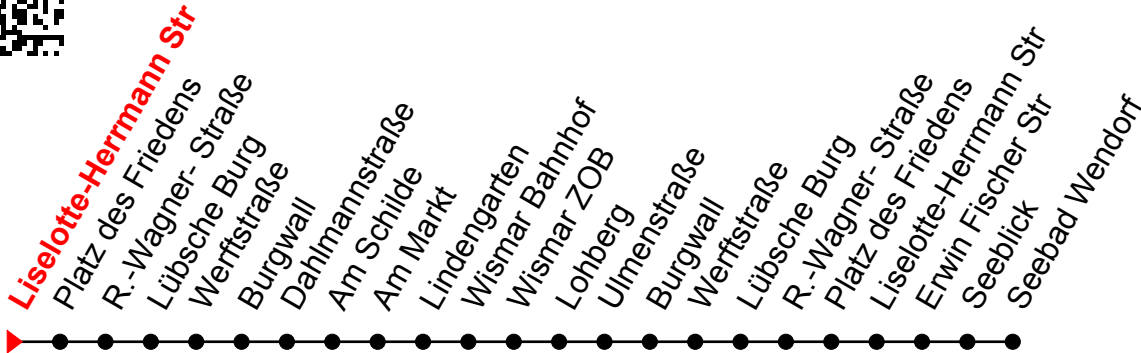 Liselotte-Herrmann Str
Platz des Friedens
R.-Wagner- Straße
Lübsche Burg
Werftstraße
Burgwall
Dahlmannstraße
Am Schilde
Am Markt
Lindengarten
Wismar Bahnhof
Wismar ZOB
Lohberg
Ulmenstraße
Burgwall
Werftstraße
Lübsche Burg
R.-Wagner- Straße
Platz des Friedens
Liselotte-Herrmann Str
Erwin Fischer Str
Seeblick
Seebad Wendorf